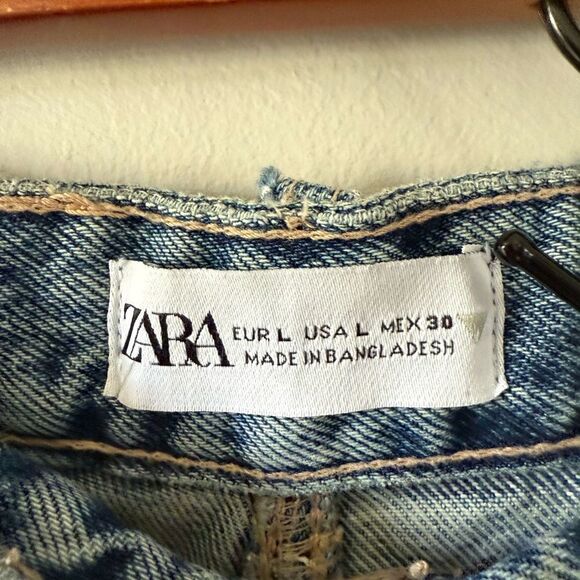 ZARA
EUR L USA L MEX 30
MADE IN BANGLADESH